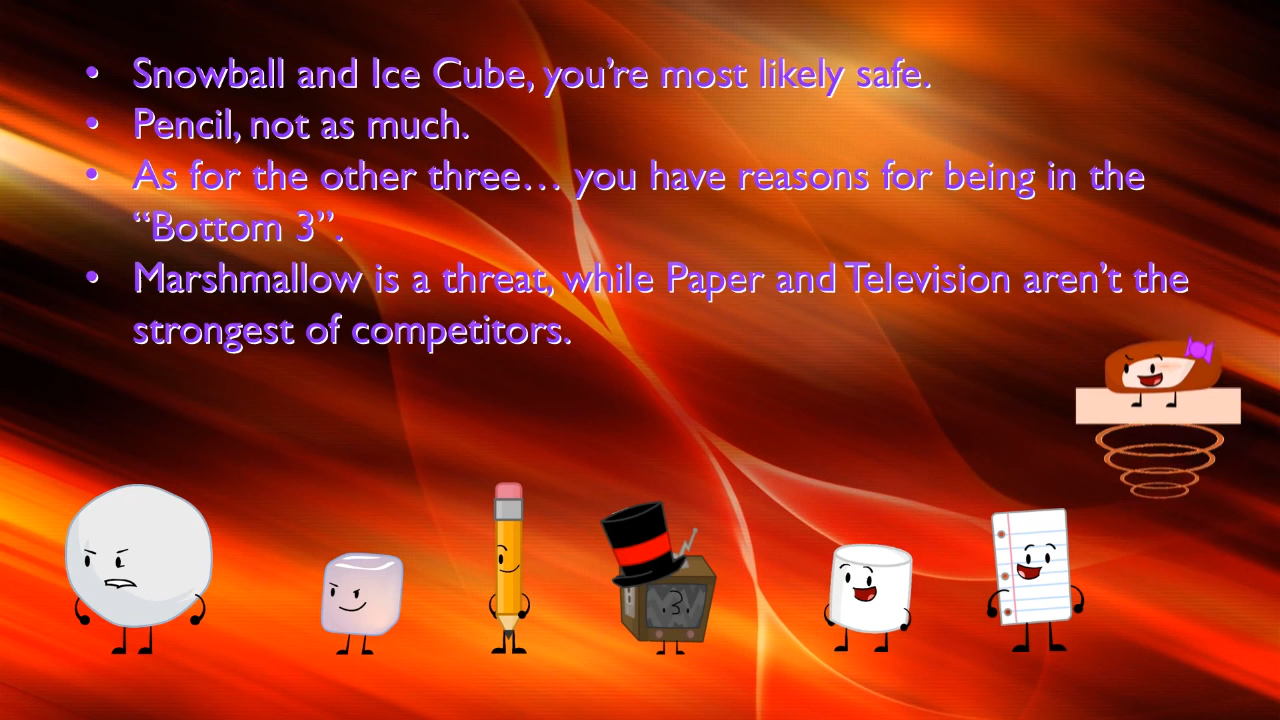 • Snowball and Ice Cube, you’re most likely safe.
• Pencil, not as much.
• As for the other three… you have reasons for being in the
“Bottom 3”.
• Marshmallow is a threat, while Paper and Television aren’t the
strongest of competitors.